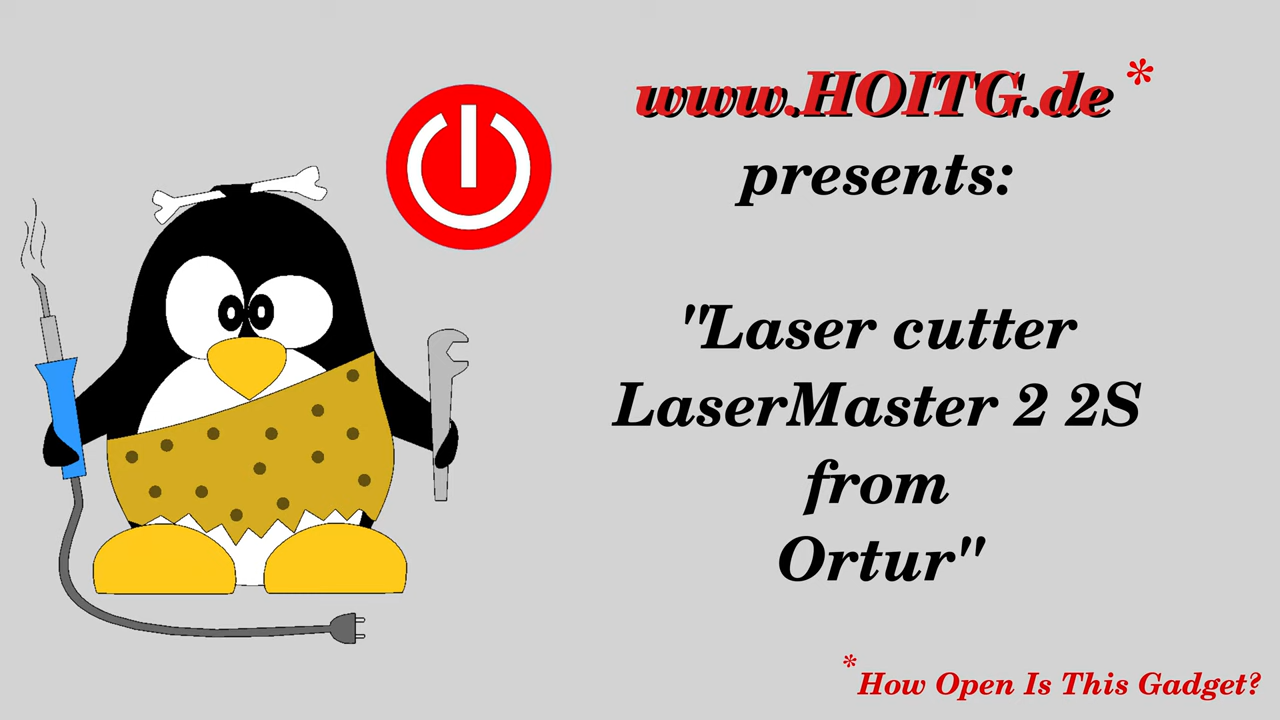 www.HOITG.de*
presents:
"Laser cutter
LaserMaster 2 2S
from
Ortur"
*How Open Is This Gadget?